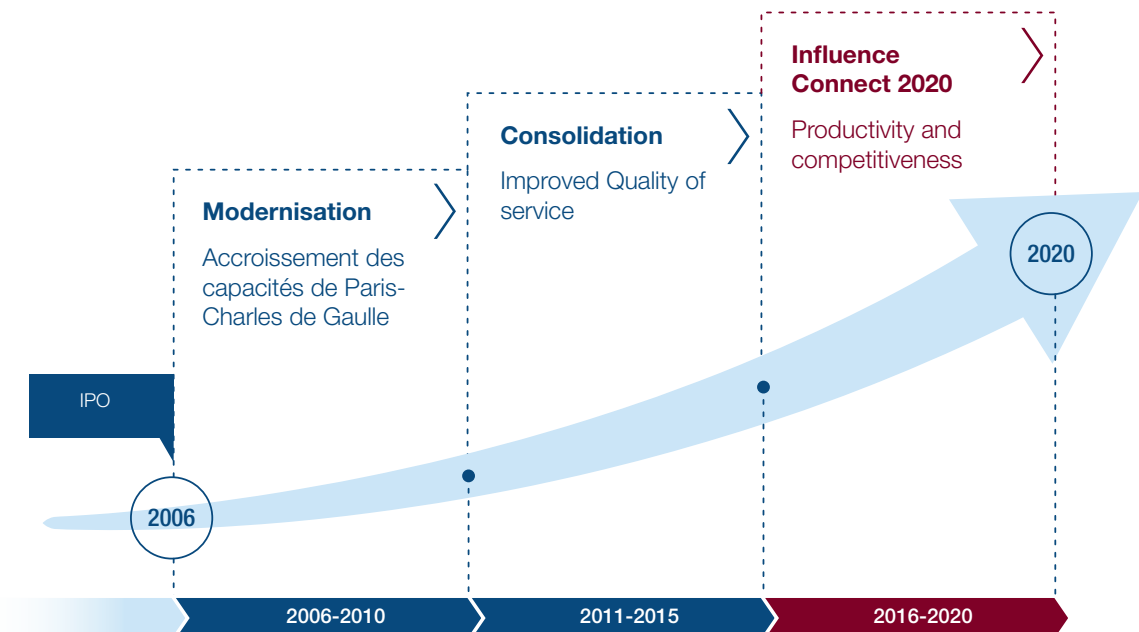 Influence
Connect 2020
Productivity and
competitiveness
Consolidation
Improved Quality of
service
Modernisation
Accroissement des
capacités de Paris-
Charles de Gaulle
2020
IPO
2006
2006-2010
2011-2015
2016-2020